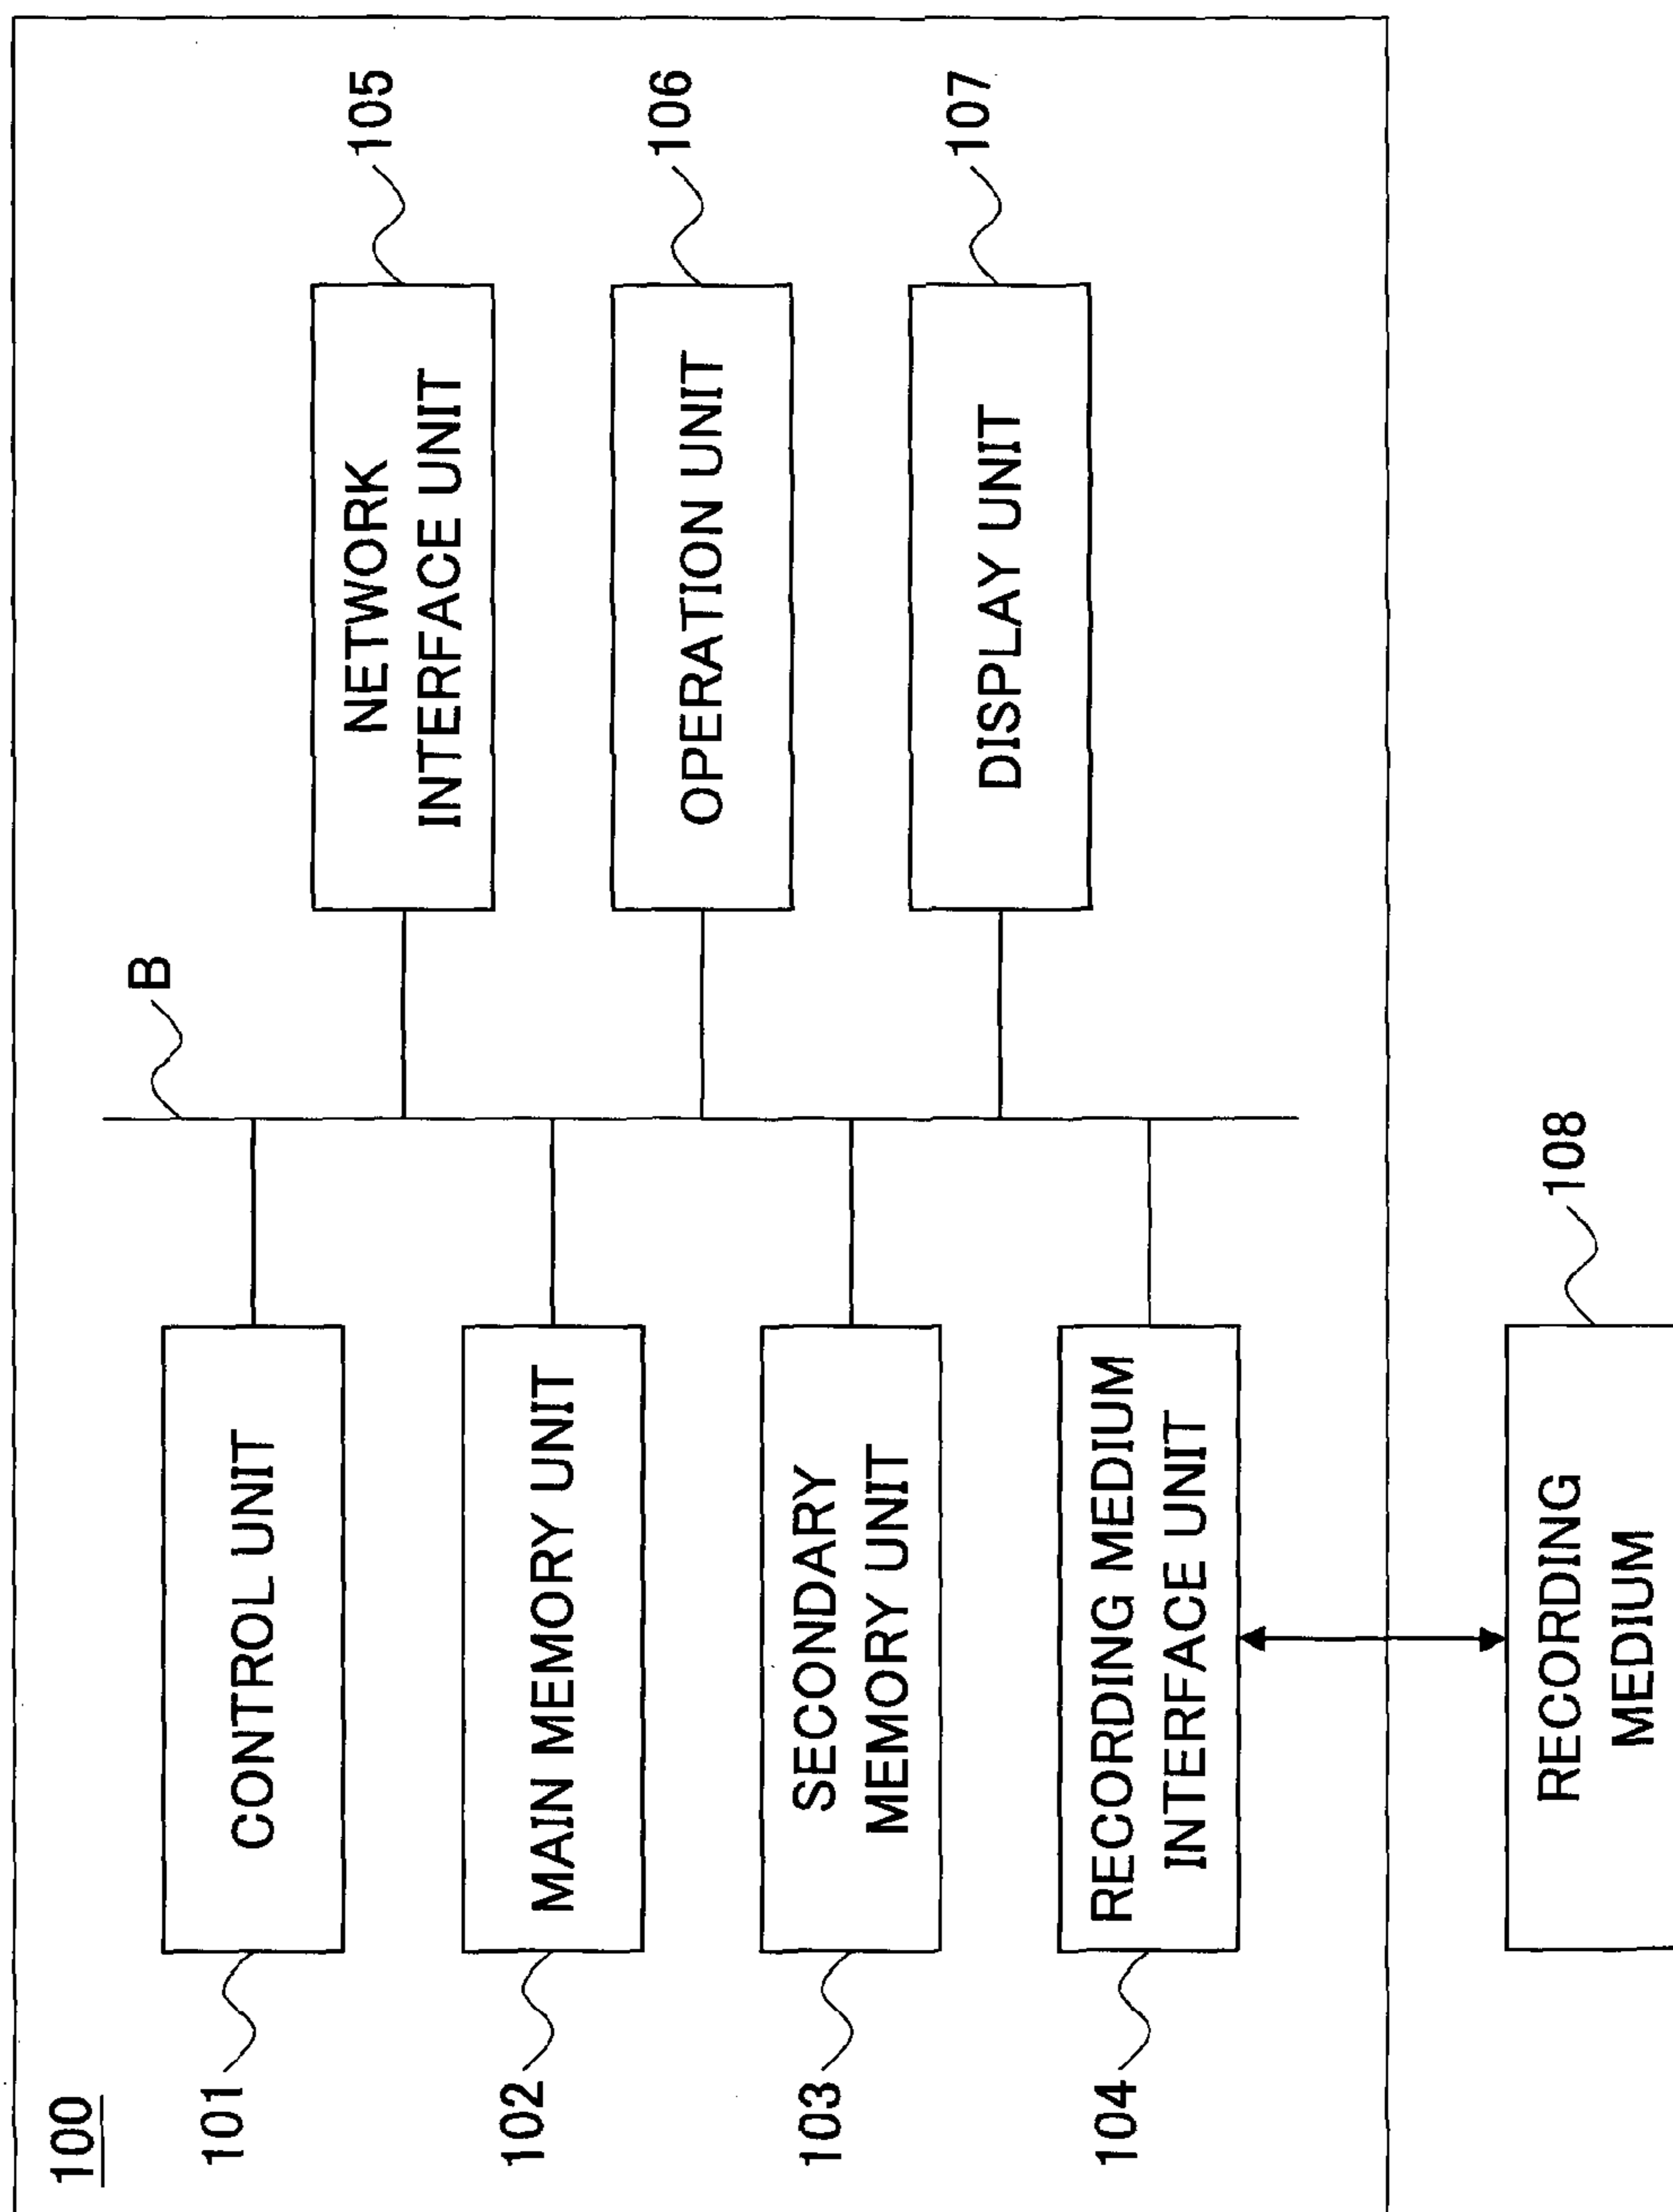 100
B
101
CONTROL UNIT
NETWORK
INTERFACE UNIT
105
102
MAIN MEMORY UNIT
OPERATION UNIT
106
103
SECONDARY
MEMORY UNIT
DISPLAY UNIT
107
104
RECORDING MEDIUM
INTERFACE UNIT
RECORDING
MEDIUM
108